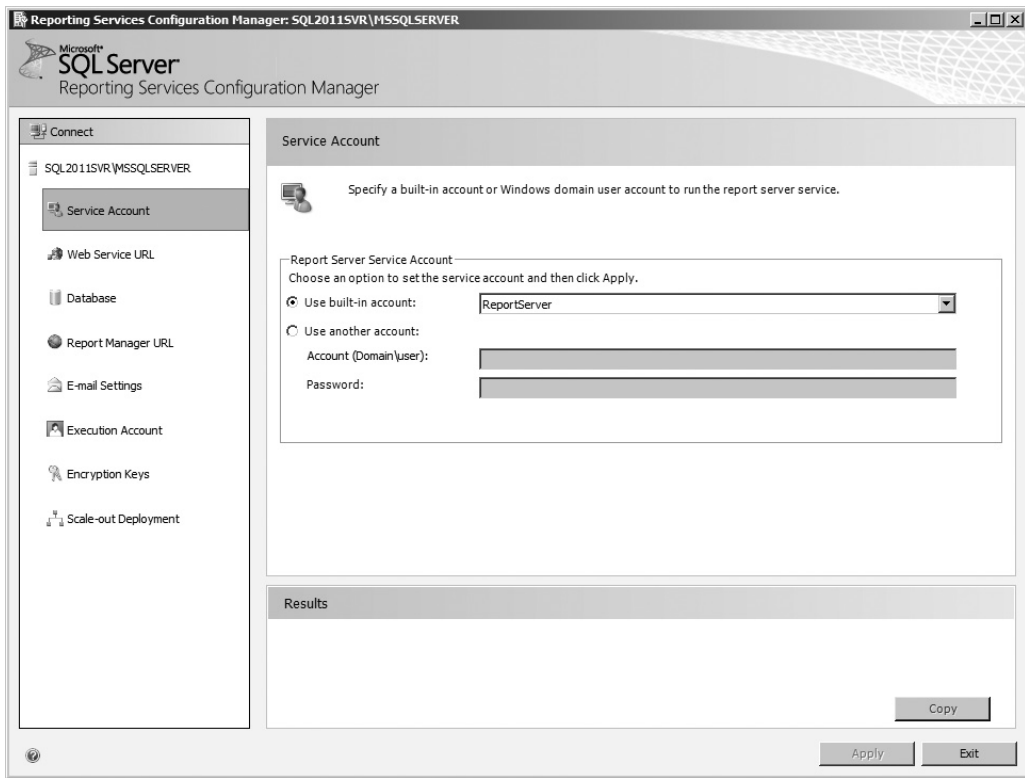 Reporting Services Configuration Manager: SQL2011SVR\MSSQLSERVER
Microsoft®
SQL Server
Reporting Services Configuration Manager
Connect
SQL2011SVR\MSSQLSERVER
Service Account
Web Service URL
Database
Report Manager URL
E-mail Settings
Execution Account
Encryption Keys
Scale-out Deployment
Service Account
Specify a built-in account or Windows domain user account to run the report server service.
Report Server Service Account
Choose an option to set the service account and then click Apply.
Use built-in account:
ReportServer
Use another account:
Account (Domain\user):
Password:
Results
Copy
Apply
Exit